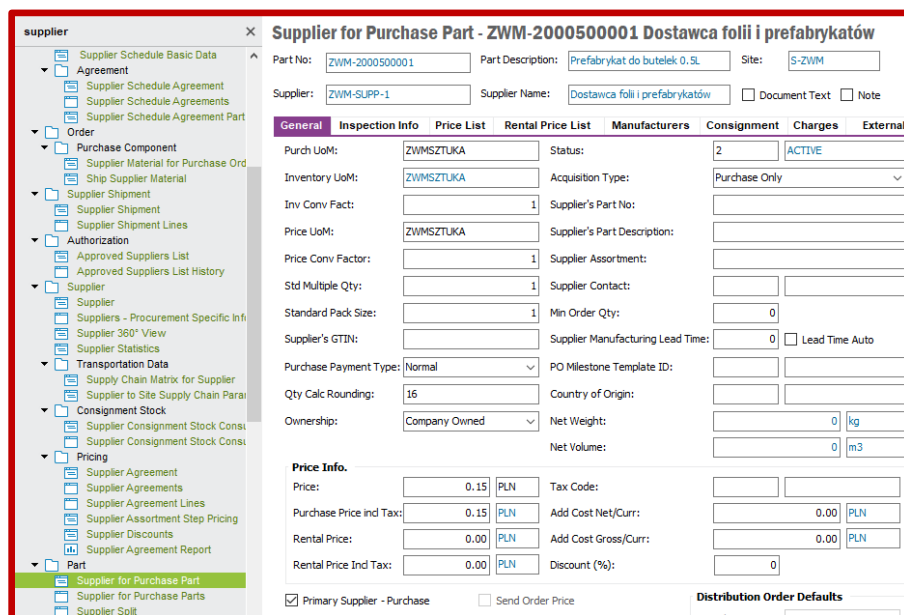 supplier
Supplier Schedule Basic Data
Agreement
Supplier Schedule Agreement
Supplier Schedule Agreements
Supplier Schedule Agreement Part
Order
Purchase Component
Supplier Material for Purchase Ord
Ship Supplier Material
Supplier Shipment
Supplier Shipment
Supplier Shipment Lines
Authorization
Approved Suppliers List
Approved Suppliers List History
Supplier
Supplier
Suppliers - Procurement Specific Inf
Supplier 360° View
Supplier Statistics
Transportation Data
Supply Chain Matrix for Supplier
Supplier to Site Supply Chain Para
Consignment Stock
Supplier Consignment Stock Consu
Supplier Consignment Stock Consu
Pricing
Supplier Agreement
Supplier Agreements
Supplier Agreement Lines
Supplier Assortment Step Pricing
Supplier Discounts
Supplier Agreement Report
Part
Supplier for Purchase Part
Supplier for Purchase Parts
Supplier Split
Supplier for Purchase Part - ZWM-2000500001 Dostawca folii i prefabrykatów
Part No: ZWM-2000500001 Part Description: Prefabrykat do butelek 0.5L Site: S-ZWM
Supplier: ZWM-SUPP-1 Supplier Name: Dostawca folii i prefabrykatów Document Text Note
General Inspection Info Price List Rental Price List Manufacturers Consignment Charges External
Purch UoM: ZWMSZTUKA Status: 2 ACTIVE
Inventory UoM: ZWMSZTUKA Acquisition Type: Purchase Only
Inv Conv Fact: 1 Supplier's Part No:
Price UoM: ZWMSZTUKA Supplier's Part Description:
Price Conv Factor: 1 Supplier Assortment:
Std Multiple Qty: 1 Supplier Contact:
Standard Pack Size: 1 Min Order Qty: 0
Supplier's GTIN: Supplier Manufacturing Lead Time: 0 Lead Time Auto
Purchase Payment Type: Normal PO Milestone Template ID:
Qty Calc Rounding: 16 Country of Origin:
Ownership: Company Owned Net Weight: 0 kg
Net Volume: 0 m3
Price Info.
Price: 0.15 PLN Tax Code:
Purchase Price incl Tax: 0.15 PLN Add Cost Net/Curr: 0.00 PLN
Rental Price: 0.00 PLN Add Cost Gross/Curr: 0.00 PLN
Rental Price Ind Tax: 0.00 PLN Discount (%): 0
Primary Supplier - Purchase Send Order Price Distribution Order Defaults